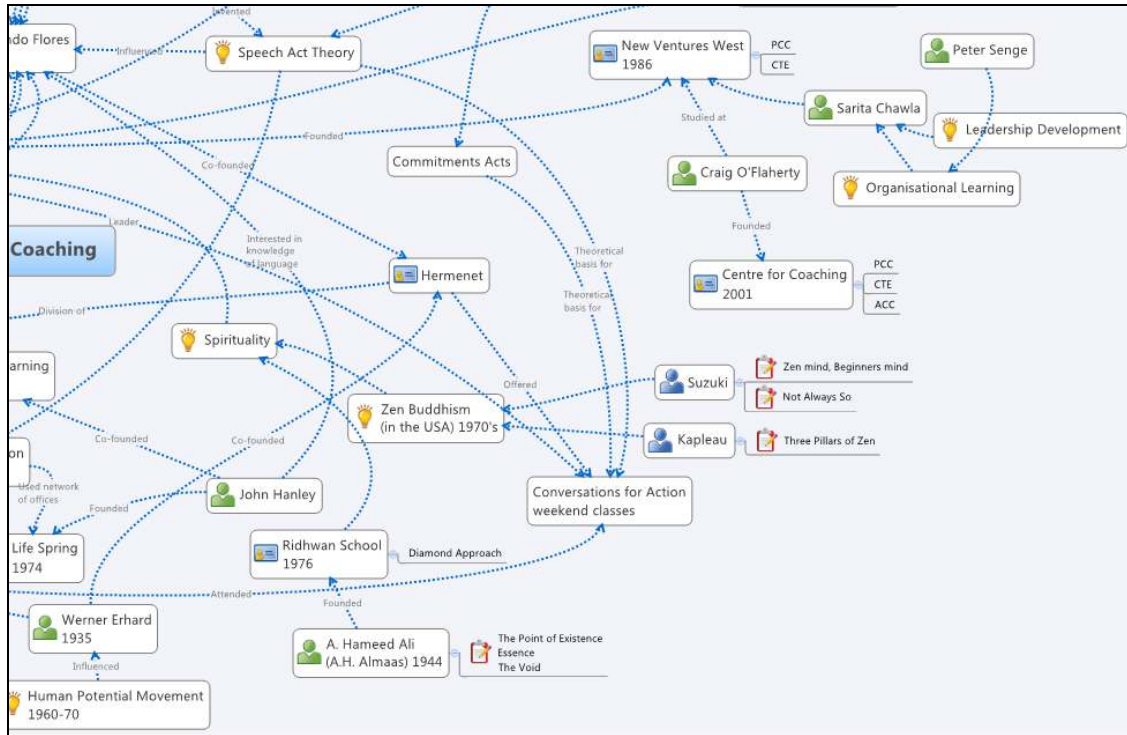 Invented
ndo Flores
Influenced
Speech Act Theory
New Ventures West
1986
PCC
CTE
Peter Senge
Sarita Chawla
Leadership Development
Studied at
Founded
Co-founded
Commitments Acts
Craig O'Flaherty
Organisational Learning
Leader
Founded
Coaching
Interested in
knowledge
of language
Theoretical
basis for
Hermenet
Centre for Coaching
2001
PCC
CTE
ACC
Theoretical
basis for
Division of
Spirituality
arning
Offered
Suzuki
Zen mind, Beginners mind
Not Always So
Zen Buddhism
(in the USA) 1970's
Kapleau
Three Pillars of Zen
Co-founded
Co-founded
on
Used network
of offices
John Hanley
Conversations for Action
weekend classes
Founded
Life Spring
1974
Ridhwan School
1976
Diamond Approach
Attended
Founded
Werner Erhard
1935
A. Hameed Ali
(A.H. Almaas) 1944
The Point of Existence
Essence
The Void
Influenced
Human Potential Movement
1960-70